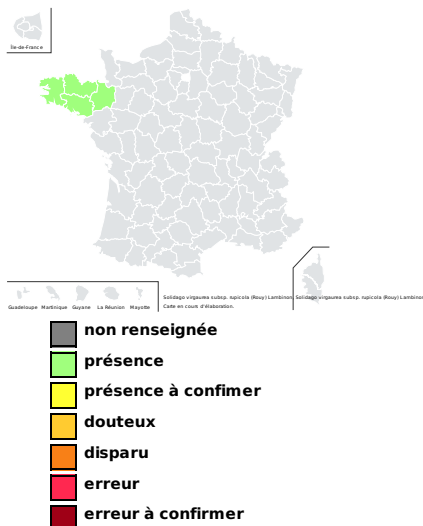 Île-de-France
Guadeloupe Martinique Guyane La Réunion Mayotte
Solidago virgaurea subsp. rupicola (Rouy) Lambinon, Solidago virgaurea subsp. rupicola (Rouy) Lambinon
Carte en cours d'élaboration.
non renseignée
présence
présence à confimer
douteux
disparu
erreur
erreur à confirmer